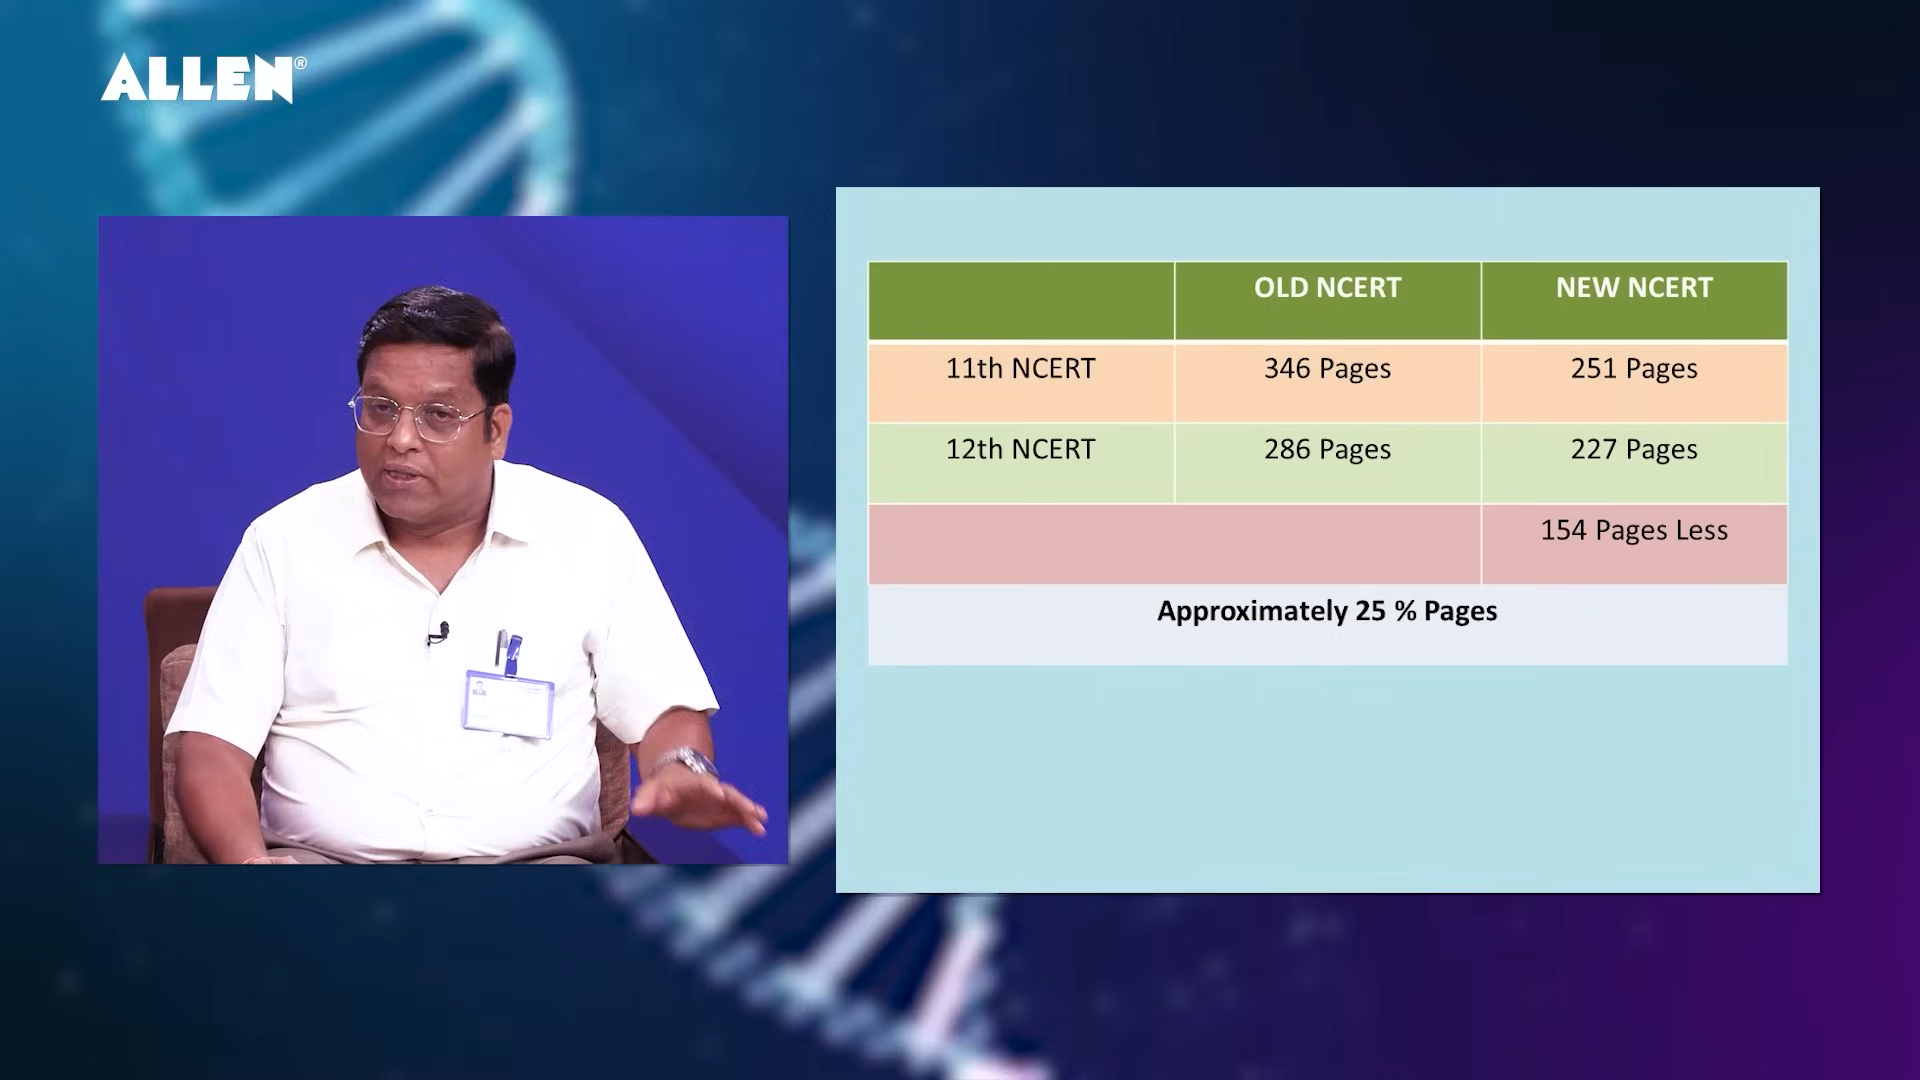 ALLEN®
OLD NCERT NEW NCERT
11th NCERT 346 Pages 251 Pages
12th NCERT 286 Pages 227 Pages
154 Pages Less
Approximately 25 % Pages